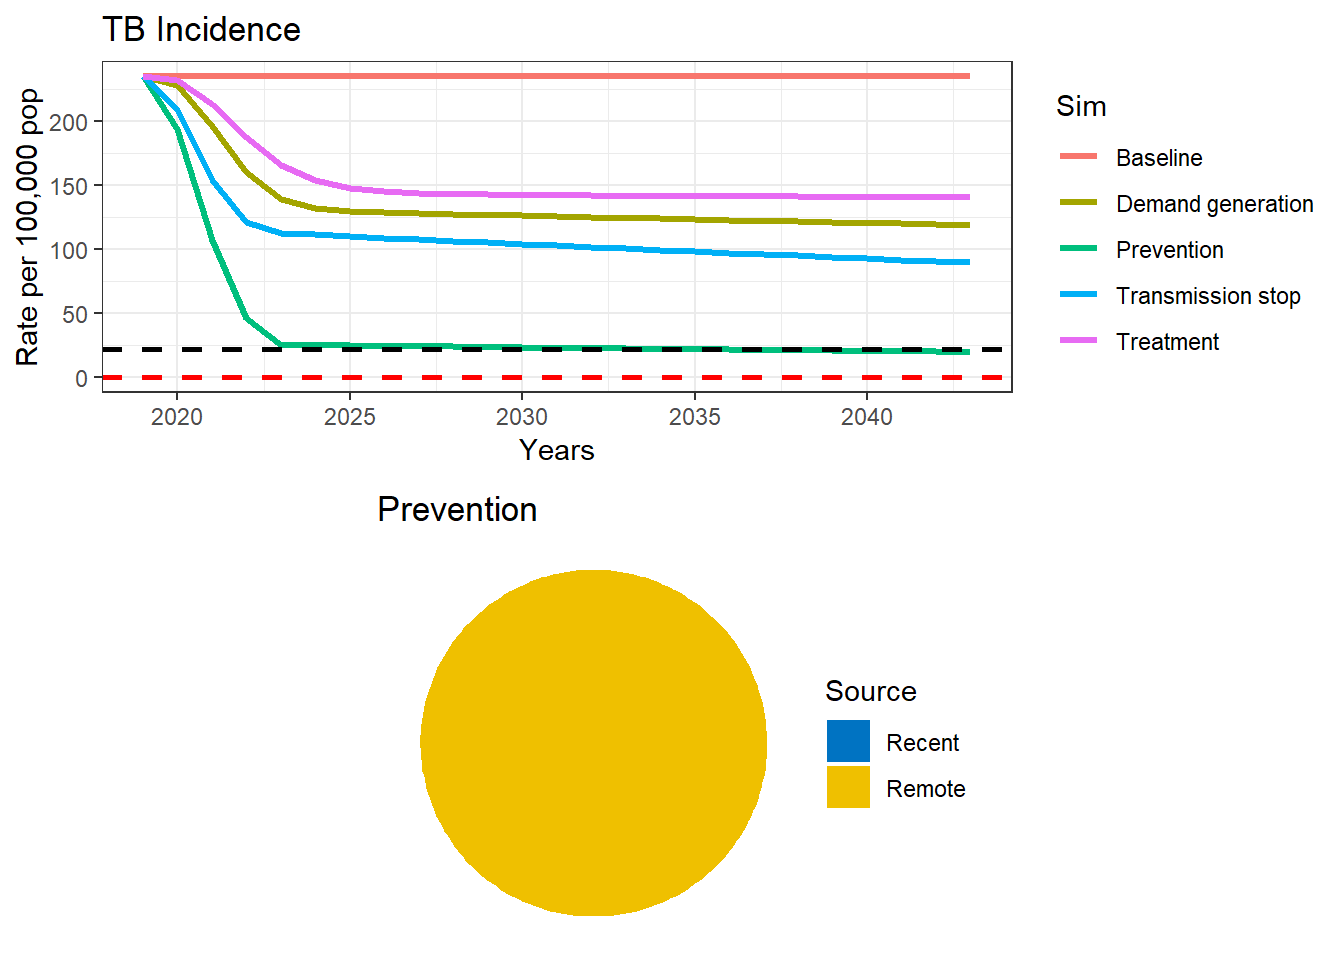 TB Incidence
Rate per 100,000 pop
200
150
100
50
0
2020
2025
2030
2035
2040
Years
Sim
Baseline
Demand generation
Prevention
Transmission stop
Treatment
Prevention
Source
Recent
Remote